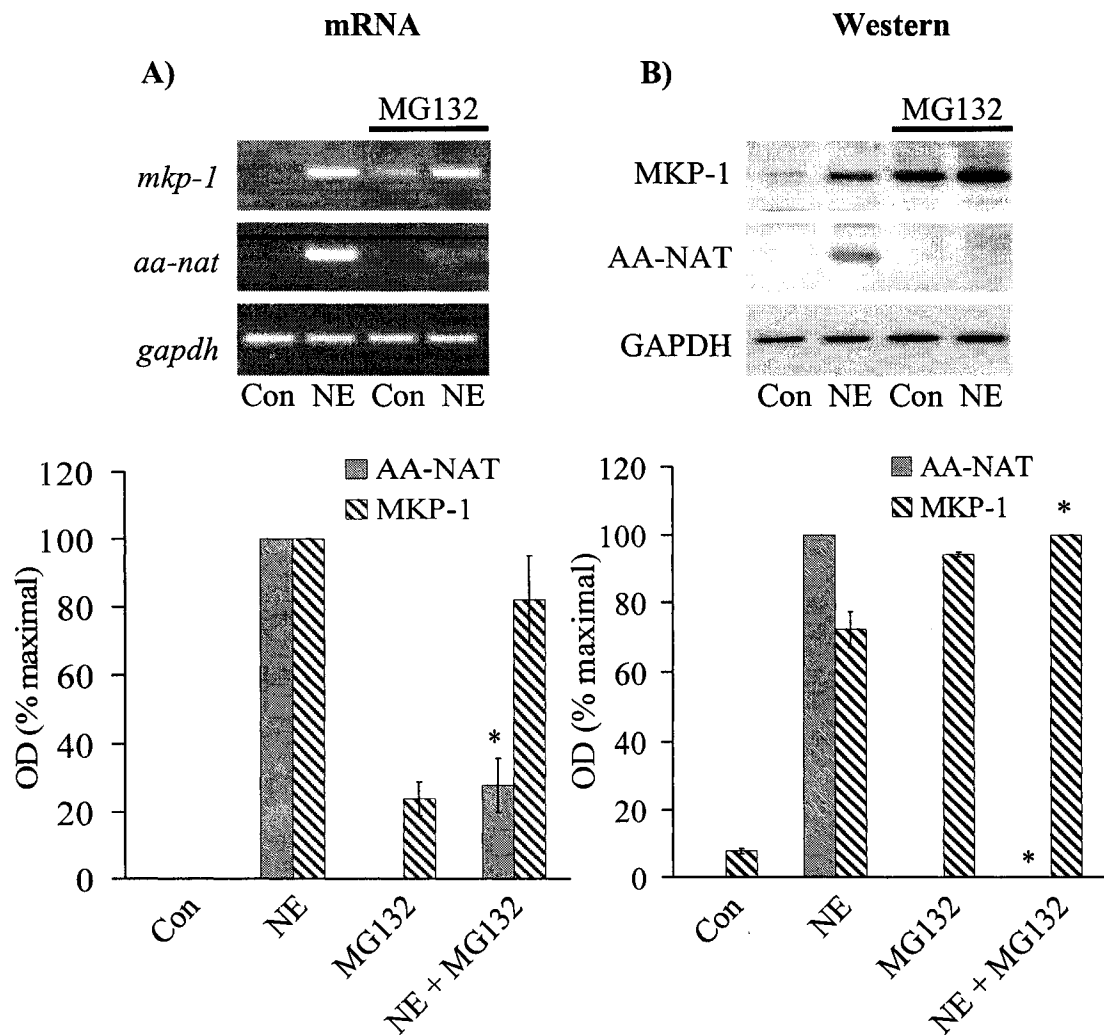 mRNA
A)
MG132
mkp-1
aa-nat
gapdh
Con NE Con NE
Western
B)
MG132
MKP-1
AA-NAT
GAPDH
Con NE Con NE
120
100
80
60
40
20
0
OD (% maximal)
AA-NAT
MKP-1
*
Con
NE
MG132
NE + MG132
120
100
80
60
40
20
0
OD (% maximal)
AA-NAT
MKP-1
*
*
Con
NE
MG132
NE + MG132